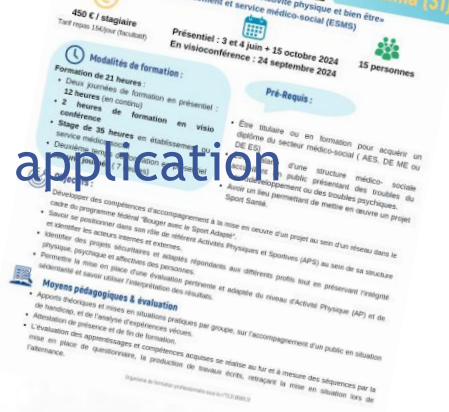 physique et bien être»
et service médico-social (ESMS)
450 € / stagiaire
Tarif repas 15€/jour (facultatif)
Présentiel : 3 et 4 juin + 15 octobre 2024
En visioconférence : 24 septembre 2024
15 personnes
Modalités de formation :
Formation de 21 heures :
• Deux journées de formation en présentiel :
12 heures (en continu)
• 2 heures de formation en visio
conférence
• Stage de 35 heures en établissement ou
service médico
• Deuxième temps
( 7
Pré-Requis :
• Être titulaire ou en formation pour acquérir un
diplôme du secteur médico-social ( AES, DE ME ou
DE ES)
d'une structure médico- sociale
public présentant des troubles du
ou des troubles psychiques.
• Avoir un lien permettant de mettre en œuvre un projet
Sport Santé.
application
• Développer des compétences d'accompagnement à la mise en œuvre d'un projet au sein d'un réseau dans le
cadre du programme fédéral "Bouger avec le Sport Adapté".
• Savoir se positionner dans son rôle de référent Activités Physiques et Sportives (APS) au sein de sa structure
et identifier les acteurs internes et externes.
• Identifier des projets sécuritaires et adaptés répondants aux différents profils tout en préservant l'intégrité
physique, psychique et affectives des personnes.
• Permettre la mise en place d'une évaluation pertinente et adaptée du niveau d'Activité Physique (AP) et de
sédentarité et savoir utiliser l'interprétation des résultats.
Moyens pédagogiques & évaluation
• Apports théoriques et mises en situations pratiques par groupe, sur l'accompagnement d'un public en situation
de handicap, et de l'analyse d'expériences vécues.
• Attestation de présence et de fin de formation.
• L'évaluation des apprentissages et compétences acquises se réalise au fur et à mesure des séquences par la
mise en place de questionnaire, la production de travaux écrits, retraçant la mise en situation lors de
l'alternance.